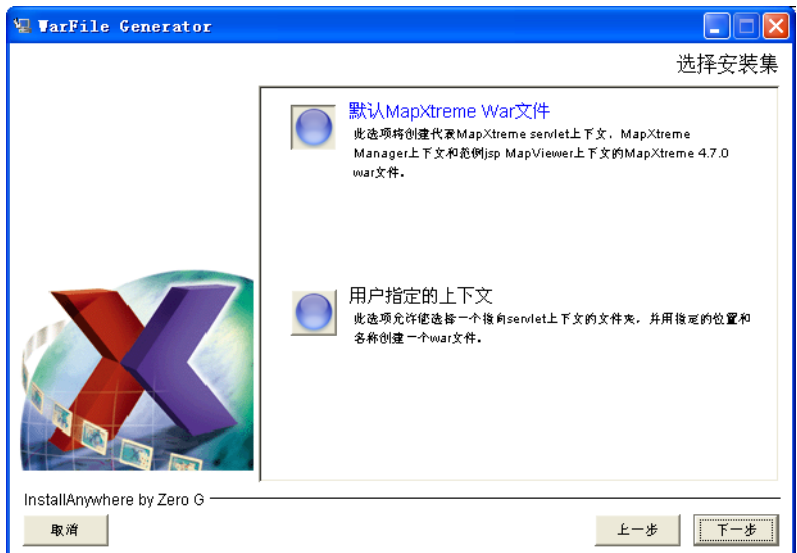 WarFile Generator
选择安装集
默认MapXtreme War文件
此选项将创建代表MapXtreme servlet上下文，MapXtreme
Manager上下文和范例jsp MapViewer上下文的MapXtreme 4.7.0
war文件。
用户指定的上下文
此选项允许您选择一个指向servlet上下文的文件夹，并用指定的位置和
名称创建一个war文件。
InstallAnywhere by Zero G
取消
上一步
下一步